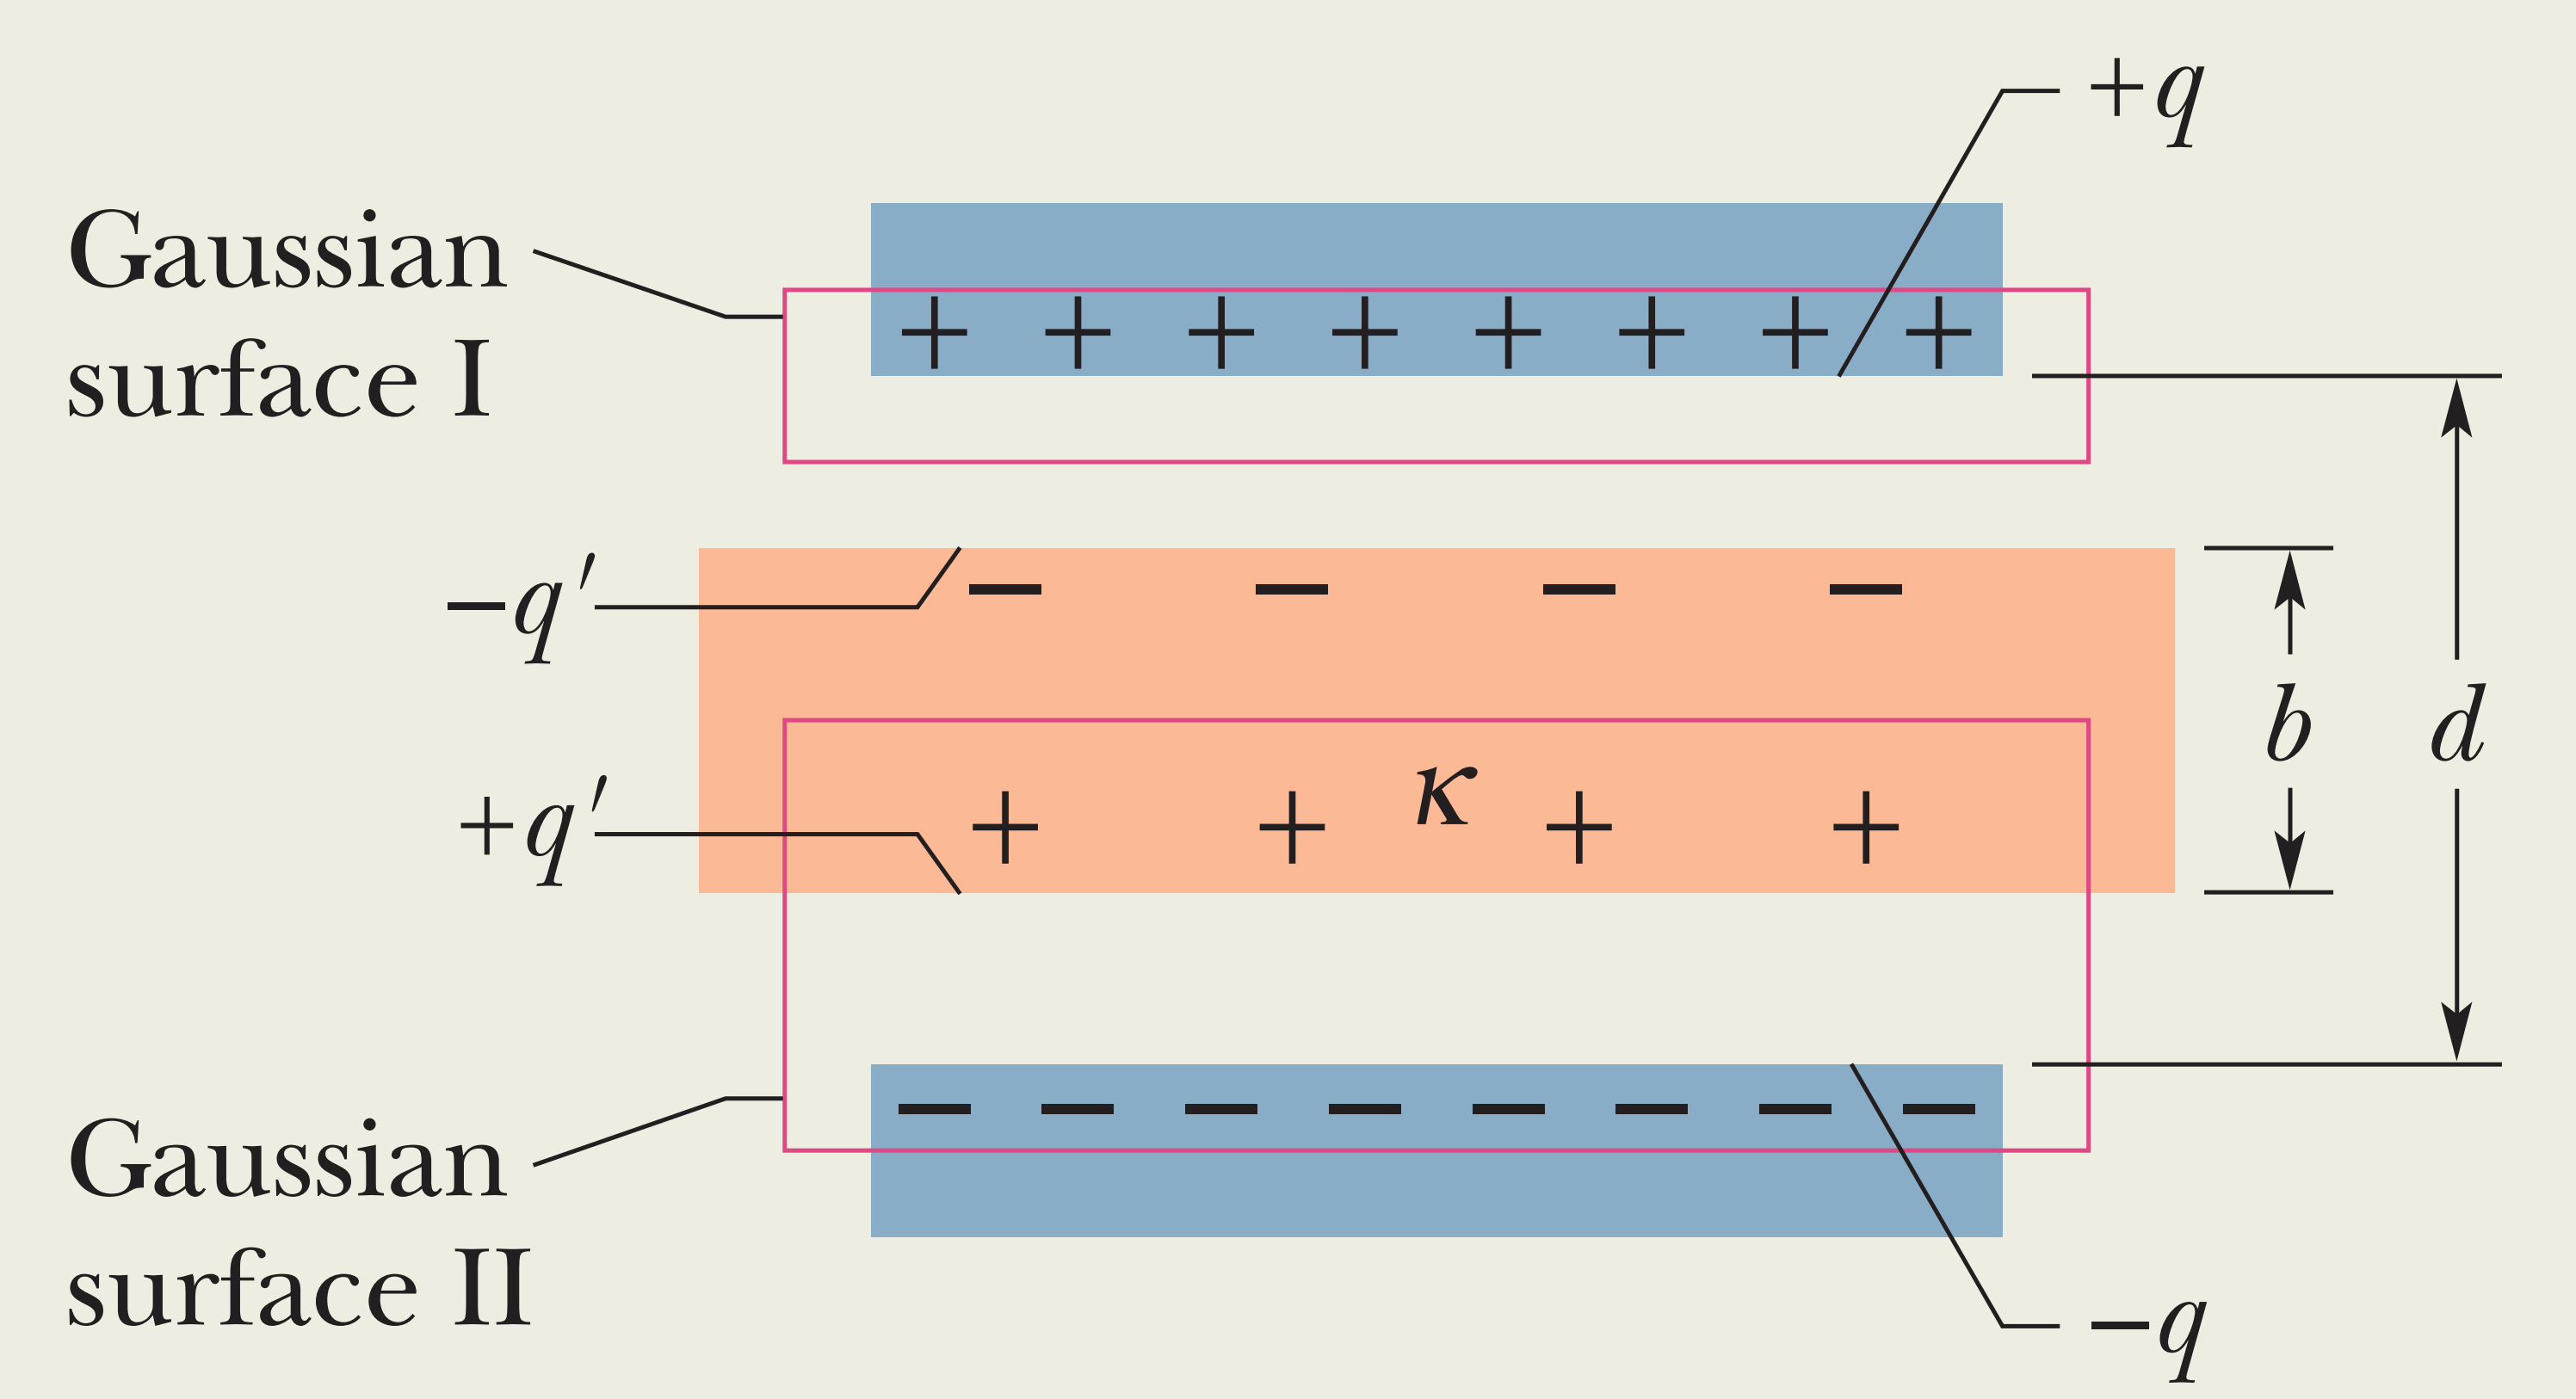 +q
Gaussian
surface I
+ + + + + + + +
−q′
− − − −
b
d
κ
+q′
+ + + +
Gaussian
surface II
− − − − − − − −
−q